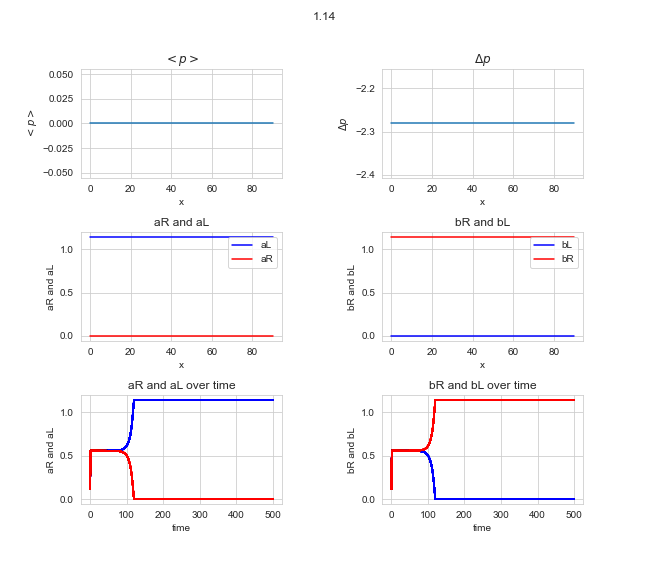 1.14
< p >
Δp
0.050
0.025
0.000
−0.025
−0.050
< p >
0 20 40 60 80
x
−2.2
−2.3
−2.4
Δp
0 20 40 60 80
x
aR and aL
bR and bL
1.0
0.5
0.0
aR and aL
aL
aR
0 20 40 60 80
x
1.0
0.5
0.0
bR and bL
bL
bR
0 20 40 60 80
x
aR and aL over time
bR and bL over time
1.0
0.5
0.0
aR and aL
0 100 200 300 400 500
time
1.0
0.5
0.0
bR and bL
0 100 200 300 400 500
time